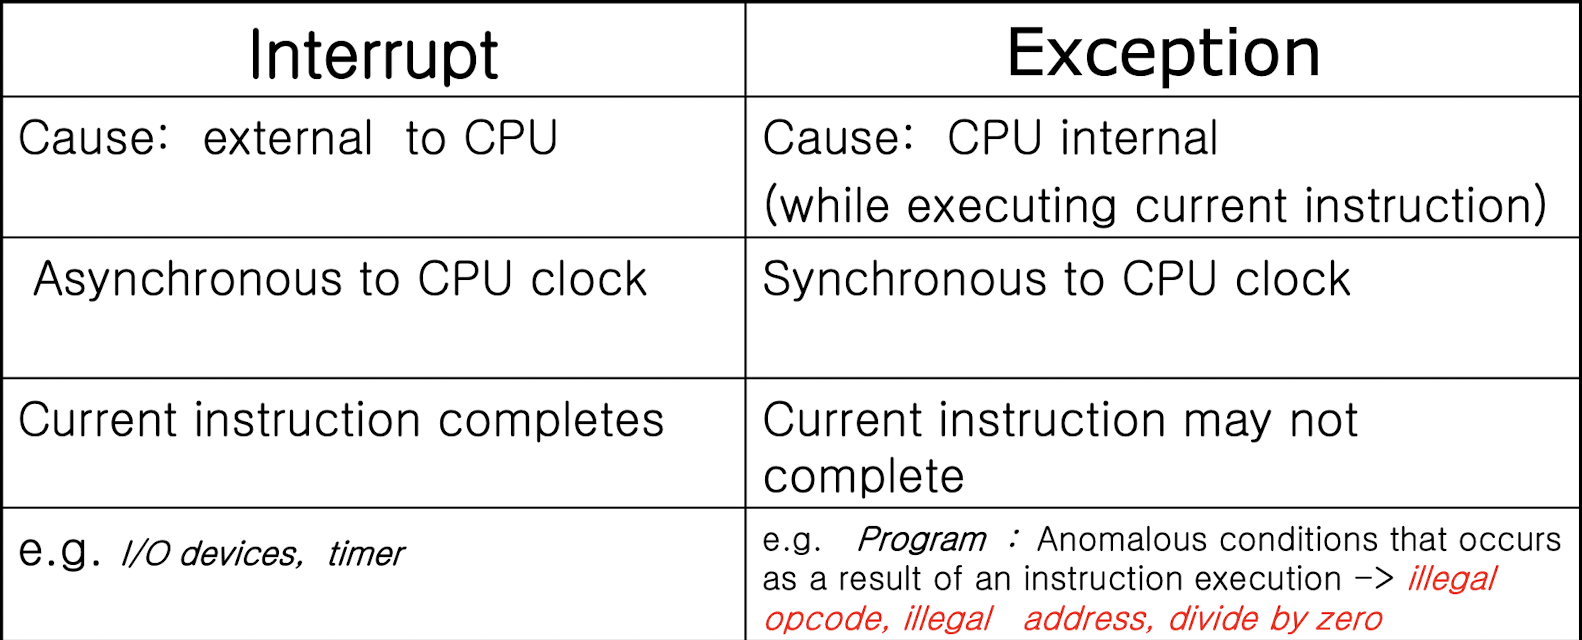 Interrupt
Exception
Cause: external to CPU
Cause: CPU internal
(while executing current instruction)
Asynchronous to CPU clock
Synchronous to CPU clock
Current instruction completes
Current instruction may not
complete
e.g. I/O devices, timer
e.g. Program : Anomalous conditions that occurs
as a result of an instruction execution -> illegal
opcode, illegal address, divide by zero